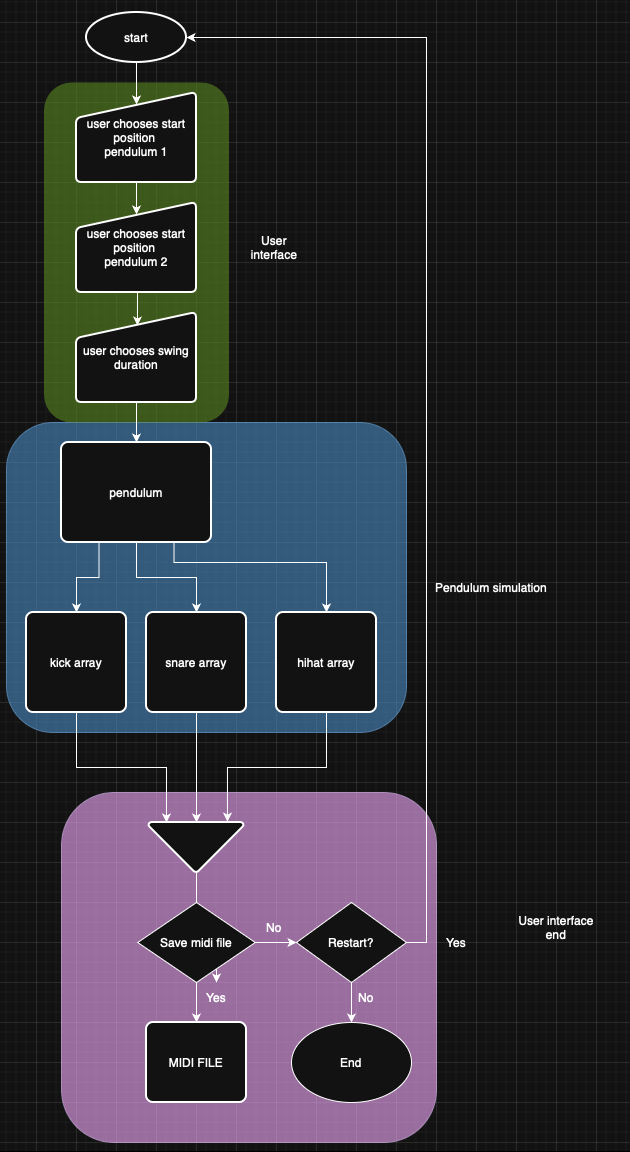 start
user chooses start
position
pendulum 1
user chooses start
position
pendulum 2
User
interface
user chooses swing
duration
pendulum
Pendulum simulation
kick array
snare array
hihat array
Save midi file
No
Restart?
Yes
User interface
end
Yes
No
MIDI FILE
End